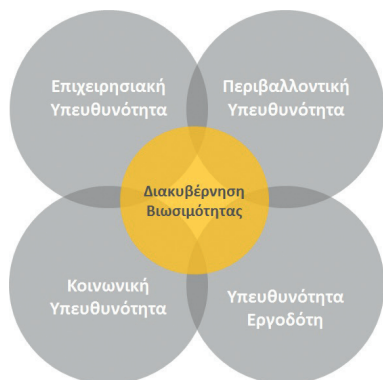 Επιχειρησιακή
Υπευθυνότητα
Περιβαλλοντική
Υπευθυνότητα
Διακυβέρνηση
Βιωσιμότητας
Κοινωνική
Υπευθυνότητα
Υπευθυνότητα
Εργοδότη